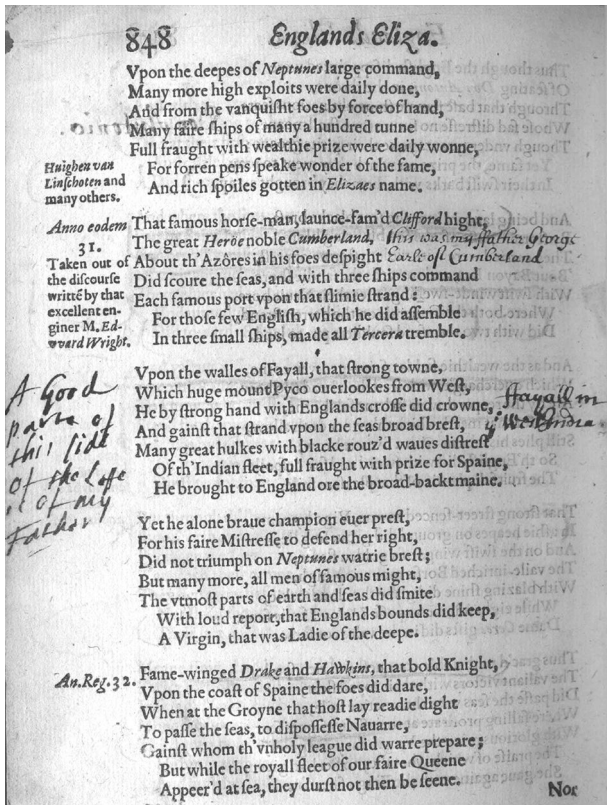 848 Englands Eliza.
Vpon the deepes of Neptunes large command,
Many more high exploits were daily done,
And from the vanquisht foes by force of hand,
Many faire ships of many a hundred tunne
Full fraught with wealthie prize were daily wonne,
For forren pens speake wonder of the same,
And rich spoiles gotten in Elizaes name.
Huighen van
Linschoten and
many others.
That famous horse-man, launce-fam'd Clifford hight,
The great Heröe noble Cumberland,
About th'Azôres in his foes despight
Did scoure the seas, and with three ships command
Each famous port vpon that slimie strand:
For those few English, which he did assemble
In three small ships, made all Tercera tremble.
Anno eodem
31.
Taken out of
the discourse
writtē by that
excellent en-
giner M. Ed-
vvard Wright.
This was my ffather George
Earle of Cumberland
Vpon the walles of Fayall, that strong towne,
Which huge mound Pyco ouerlookes from West,
He by strong hand with Englands crosse did crowne,
And gainst that strand vpon the seas broad brest,
Many great hulkes with blacke rouz'd waues distrest
Of th'Indian fleet, full fraught with prize for Spaine,
He brought to England ore the broad-backt maine.
A Good
parte of
this side
of the Lose
of my
Father
ffayall in
ye West India
Yet he alone braue champion euer prest,
For his faire Mistresse to defend her right,
Did not triumph on Neptunes watrie brest;
But many more, all men of famous might,
The vtmost parts of earth and seas did smite
With loud report, that Englands bounds did keep,
A Virgin, that was Ladie of the deepe.
An. Reg. 32.
Fame-winged Drake and Hawkins, that bold Knight,
Vpon the coast of Spaine the foes did dare,
When at the Groyne that host lay readie dight
To passe the seas, to dispossesse Nauarre,
Gainst whom th'vnholy league did warre prepare;
But while the royall fleet of our faire Queene
Appeer'd at sea, they durst not then be seene.
Nor